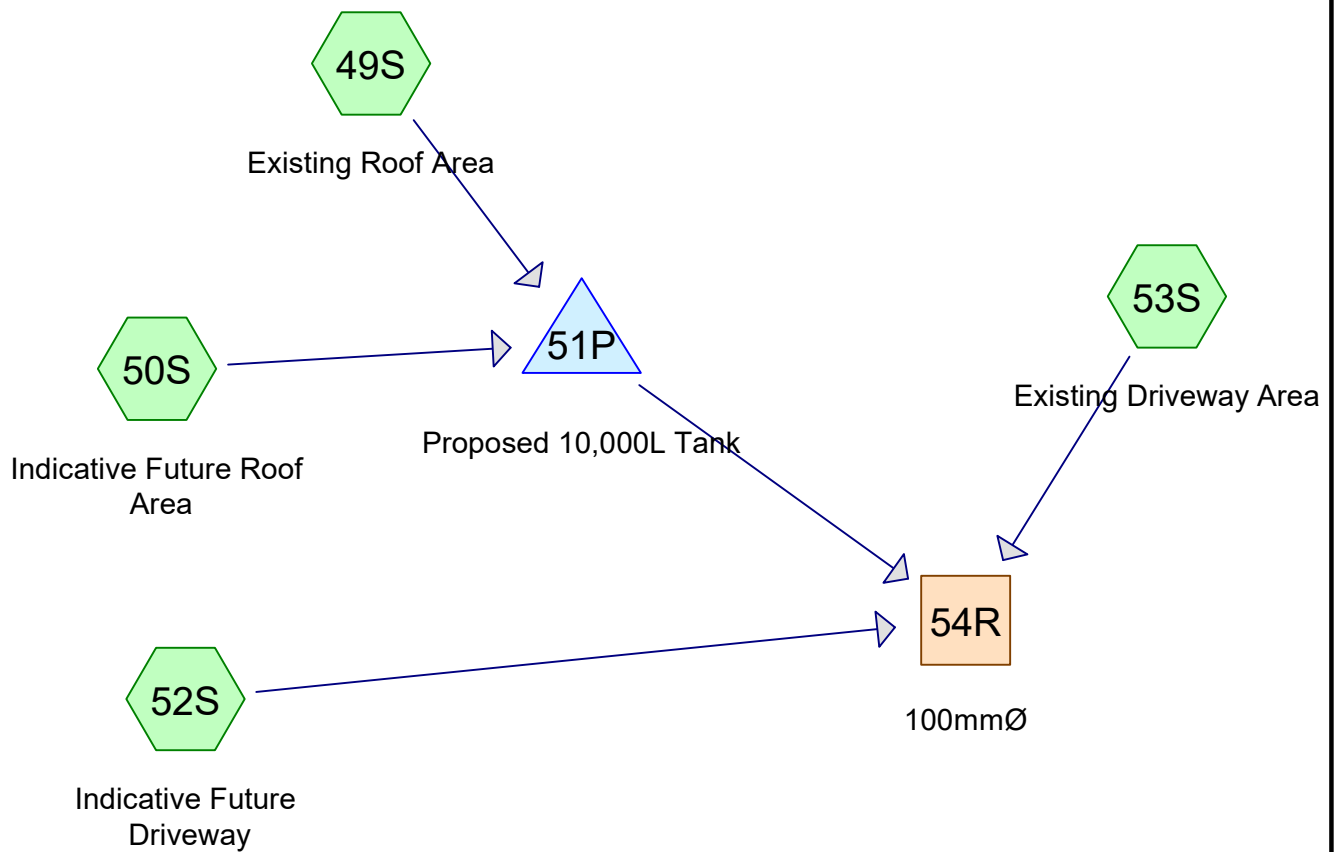 49S
Existing Roof Area
53S
51P
50S
Existing Driveway Area
Proposed 10,000L Tank
Indicative Future Roof
Area
54R
52S
100mmØ
Indicative Future
Driveway